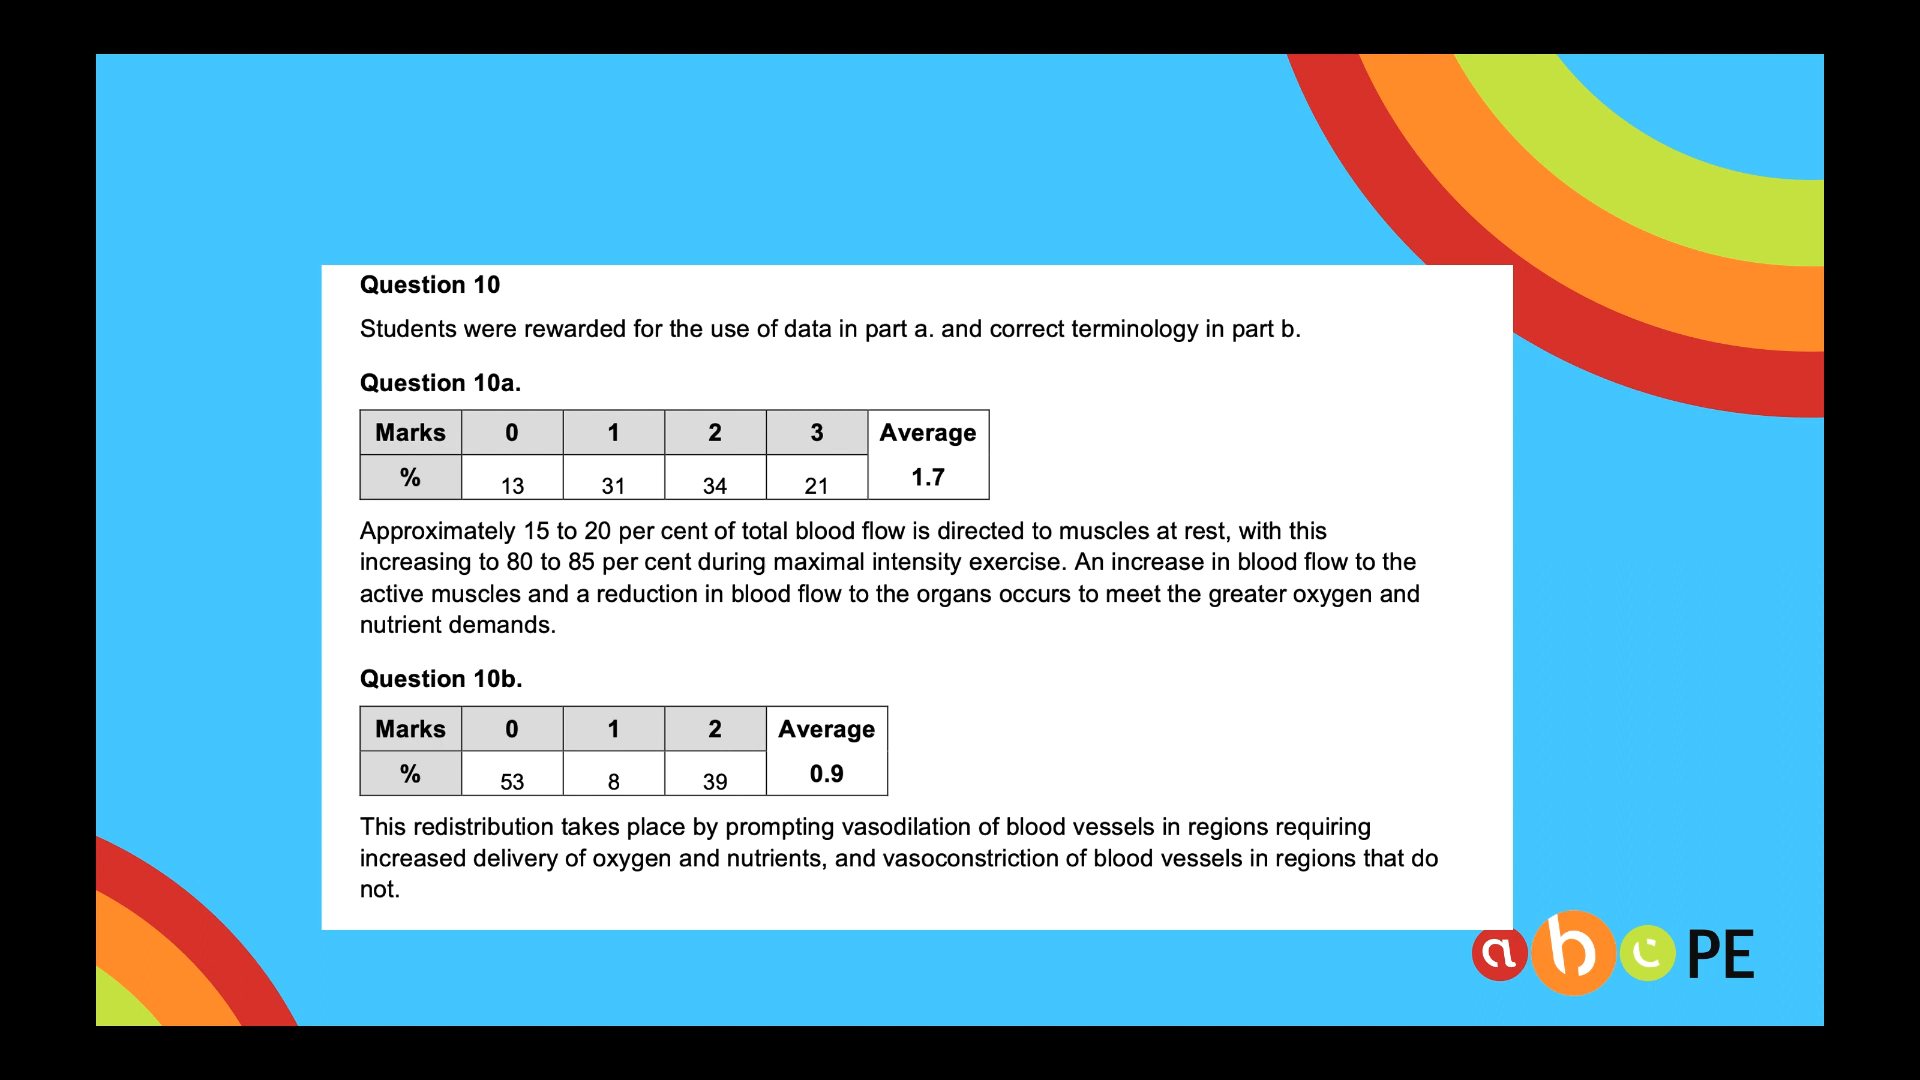 Question 10
Students were rewarded for the use of data in part a. and correct terminology in part b.
Question 10a.
Marks 0 1 2 3 Average
% 13 31 34 21 1.7
Approximately 15 to 20 per cent of total blood flow is directed to muscles at rest, with this
increasing to 80 to 85 per cent during maximal intensity exercise. An increase in blood flow to the
active muscles and a reduction in blood flow to the organs occurs to meet the greater oxygen and
nutrient demands.
Question 10b.
Marks 0 1 2 Average
% 53 8 39 0.9
This redistribution takes place by prompting vasodilation of blood vessels in regions requiring
increased delivery of oxygen and nutrients, and vasoconstriction of blood vessels in regions that do
not.
abc PE